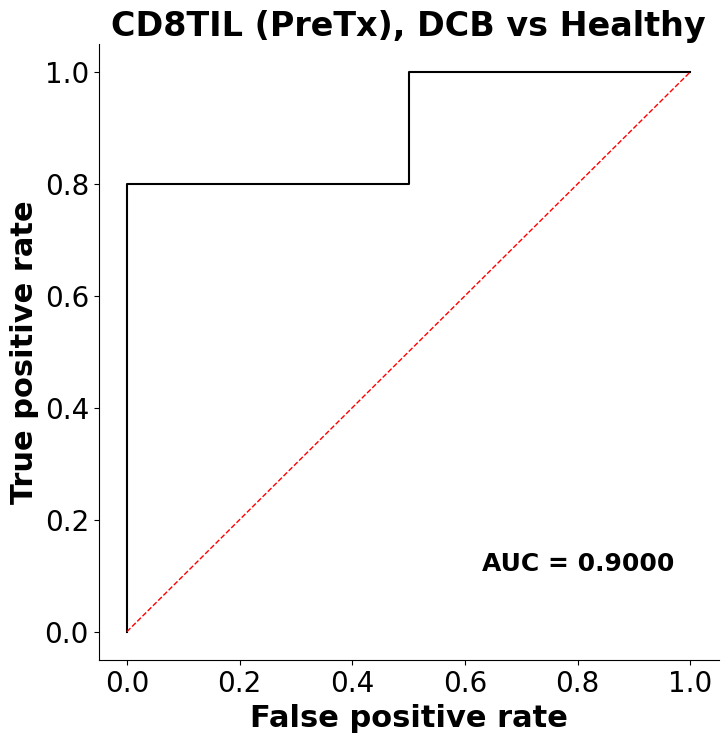 CD8TIL (PreTx), DCB vs Healthy
1.0
0.8
0.6
0.4
0.2
0.0
True positive rate
AUC = 0.9000
0.0 0.2 0.4 0.6 0.8 1.0
False positive rate